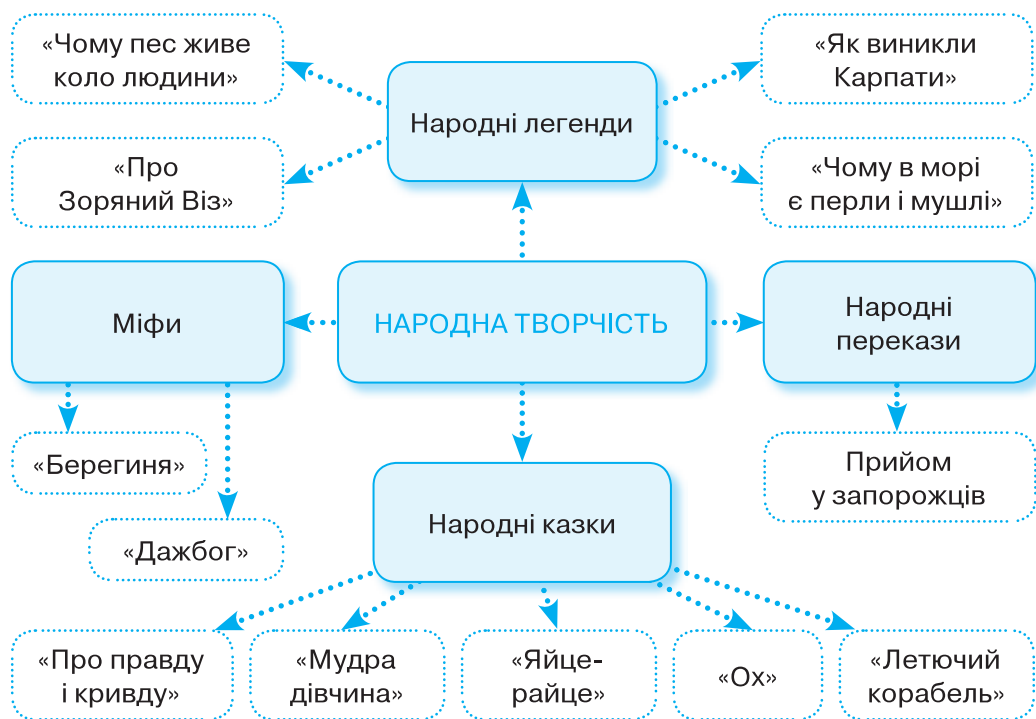 «Чому пес живе
коло людини»
«Як виникли
Карпати»
Народні легенди
«Про
Зоряний Віз»
«Чому в морі
є перли і мушлі»
Міфи
НАРОДНА ТВОРЧІСТЬ
Народні
перекази
«Берегиня»
Прийом
у запорожців
«Дажбог»
Народні казки
«Про правду
і кривду»
«Мудра
дівчина»
«Яйце-
райце»
«Ох»
«Летючий
корабель»